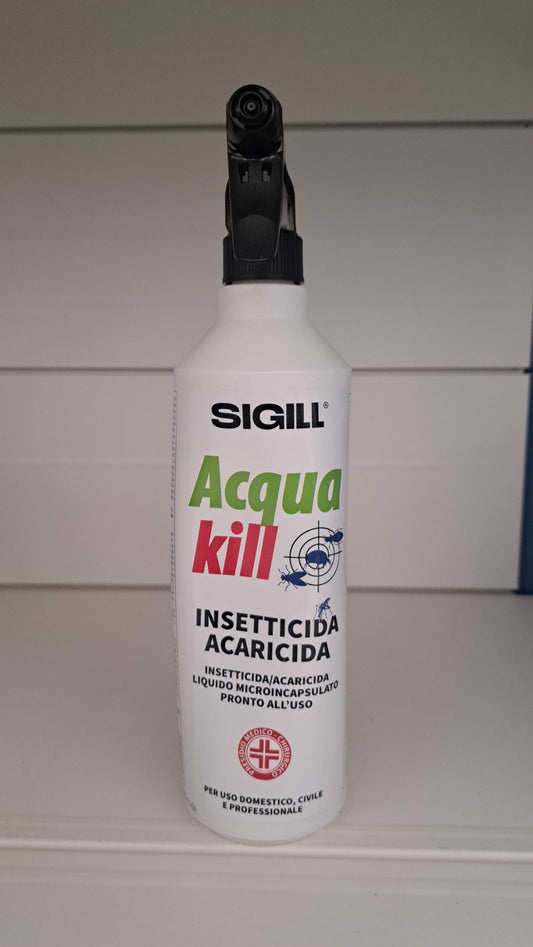 SIGILL®
Acqua
kill
INSETTICIDA
ACARICIDA
INSETTICIDA/ACARICIDA
LIQUIDO MICROINCAPSULATO
PRONTO ALL'USO
PRESIDIO MEDICO - CHIRURGICO
PER USO DOMESTICO, CIVILE
E PROFESSIONALE